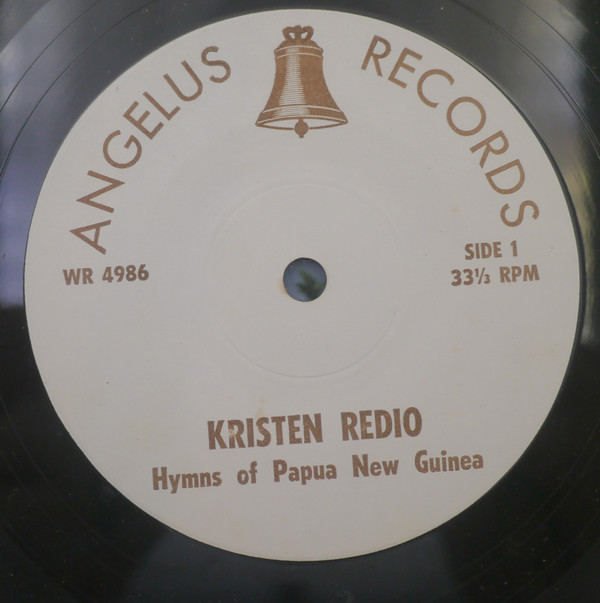 ANGELUS RECORDS
WR 4986
SIDE 1
33⅓ RPM
KRISTEN REDIO
Hymns of Papua New Guinea